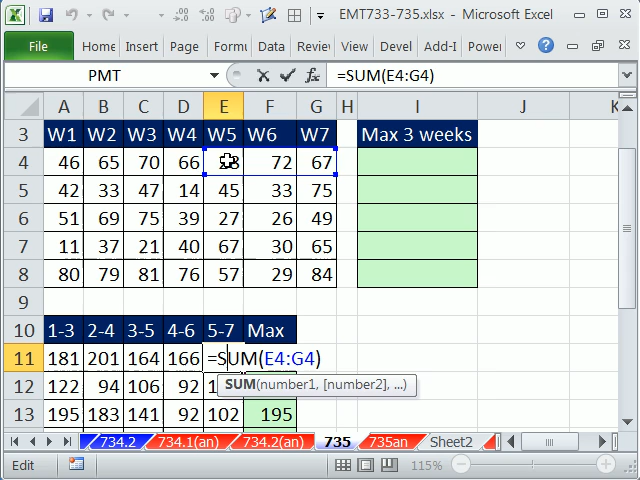 EMT733-735.xlsx - Microsoft Excel
File Home Insert Page Formu Data Reviev View Devel Add-I Power
PMT fx =SUM(E4:G4)
A B C D E F G H I J K
3 W1 W2 W3 W4 W5 W6 W7 Max 3 weeks
4 46 65 70 66 72 67
5 42 33 47 14 45 33 75
6 51 69 75 39 27 26 49
7 11 37 21 40 67 30 65
8 80 79 81 76 57 29 84
9
10 1-3 2-4 3-5 4-6 5-7 Max
11 181 201 164 166 =SUM(E4:G4)
12 122 94 106 92
SUM(number1, [number2], ...)
13 195 183 141 92 102 195
734.2 734.1(an) 734.2(an) 735 735an Sheet2
Edit 115%